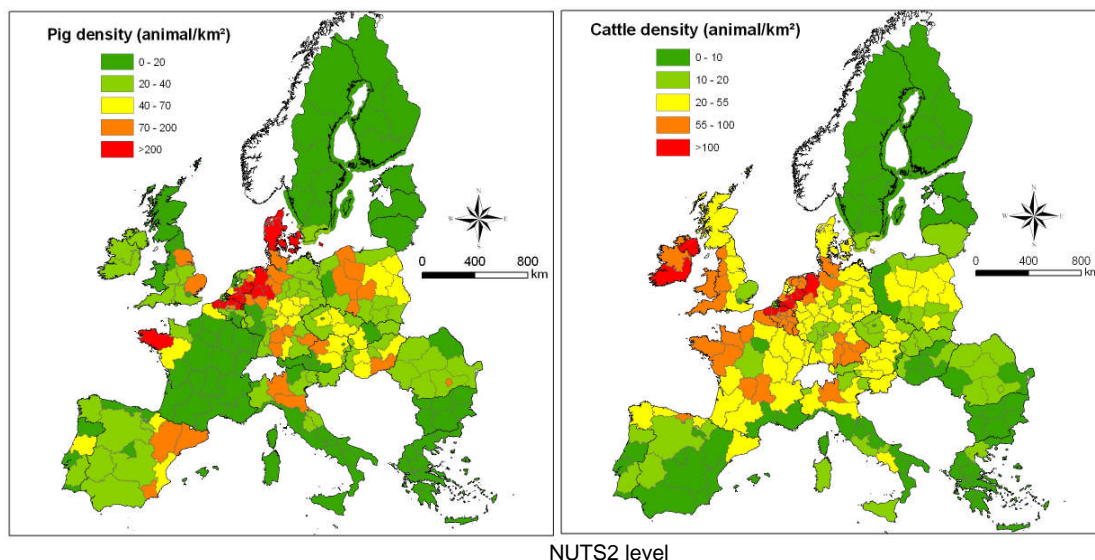 Pig density (animal/km²)
0 - 20
20 - 40
40 - 70
70 - 200
>200
N
W
E
S
0
400
800
km
Cattle density (animal/km²)
0 - 10
10 - 20
20 - 55
55 - 100
>100
N
W
E
S
0
400
800
km
NUTS2 level